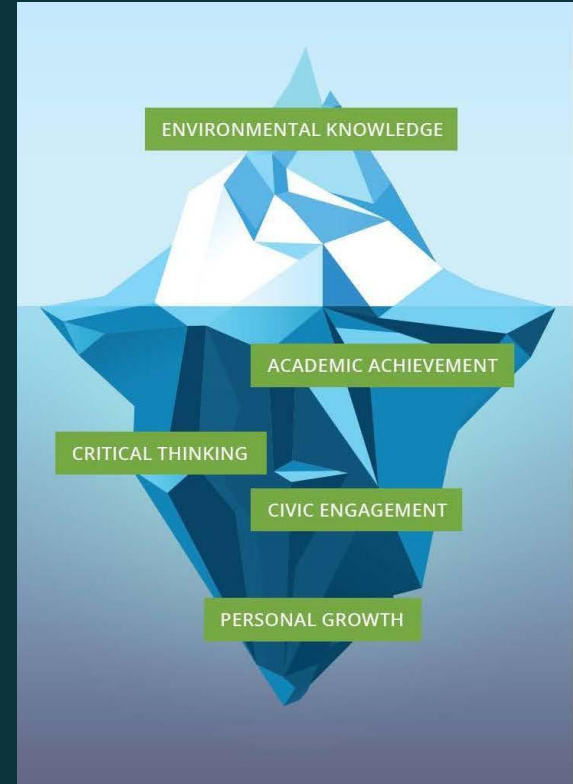 ENVIRONMENTAL KNOWLEDGE
ACADEMIC ACHIEVEMENT
CRITICAL THINKING
CIVIC ENGAGEMENT
PERSONAL GROWTH